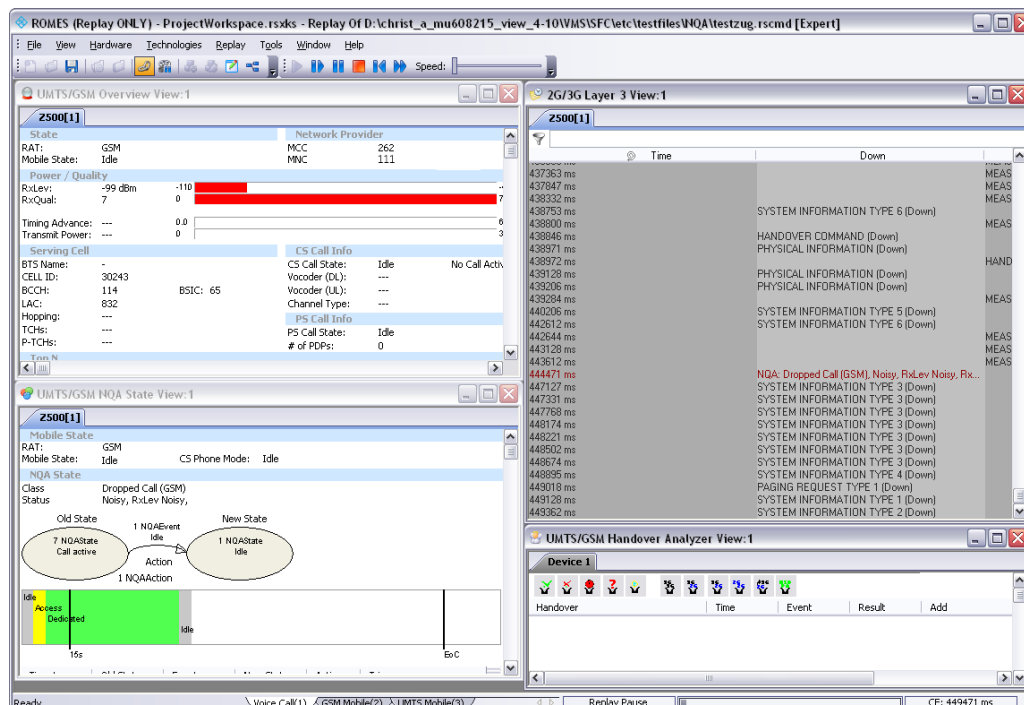 ROMES (Replay ONLY) - ProjectWorkspace.rsxks - Replay Of D:\christ_a_mu608215_view_4-10\VMS\SFC\etc\testfiles\NQA\testzug.rscmd [Expert]
File View Hardware Technologies Replay Tools Window Help
Speed:
UMTS/GSM Overview View:1
Z500[1]
State Network Provider
RAT: GSM MCC 262
Mobile State: Idle MNC 111
Power / Quality
RxLev: -99 dBm -110
RxQual: 7 0 7
Timing Advance: --- 0.0 6
Transmit Power: --- 0 3
Serving Cell CS Call Info
BTS Name: - CS Call State: Idle No Call Activ
CELL ID: 30243 Vocoder (DL): ---
BCCH: 114 BSIC: 65 Vocoder (UL): ---
LAC: 832 Channel Type: ---
Hopping: --- PS Call Info
TCHs: --- PS Call State: Idle
P-TCHs: --- # of PDPs: 0
Top N
UMTS/GSM NQA State View:1
Z500[1]
Mobile State
RAT: GSM
Mobile State: Idle CS Phone Mode: Idle
NQA State
Class Dropped Call (GSM)
Status Noisy, RxLev Noisy,
Old State New State
1 NQAEvent
Idle
7 NQAState
Call active
1 NQAState
Idle
Action
1 NQAAction
Idle
Access
Dedicated
Idle
15s EoC
2G/3G Layer 3 View:1
Z500[1]
Time Down
437363 ms MEAS
437847 ms MEAS
438332 ms MEAS
438753 ms SYSTEM INFORMATION TYPE 6 (Down)
438800 ms MEAS
438846 ms HANDOVER COMMAND (Down)
438971 ms PHYSICAL INFORMATION (Down)
438972 ms HAND
439128 ms PHYSICAL INFORMATION (Down)
439206 ms PHYSICAL INFORMATION (Down)
439284 ms MEAS
440206 ms SYSTEM INFORMATION TYPE 5 (Down)
442612 ms SYSTEM INFORMATION TYPE 5 (Down)
442644 ms MEAS
443128 ms MEAS
443612 ms MEAS
444471 ms NQA: Dropped Call (GSM), Noisy, RxLev Noisy, Rx...
447127 ms SYSTEM INFORMATION TYPE 3 (Down)
447331 ms SYSTEM INFORMATION TYPE 3 (Down)
447768 ms SYSTEM INFORMATION TYPE 3 (Down)
448174 ms SYSTEM INFORMATION TYPE 3 (Down)
448221 ms SYSTEM INFORMATION TYPE 3 (Down)
448502 ms SYSTEM INFORMATION TYPE 3 (Down)
448674 ms SYSTEM INFORMATION TYPE 3 (Down)
448895 ms SYSTEM INFORMATION TYPE 4 (Down)
449018 ms PAGING REQUEST TYPE 1 (Down)
449128 ms SYSTEM INFORMATION TYPE 1 (Down)
449362 ms SYSTEM INFORMATION TYPE 2 (Down)
UMTS/GSM Handover Analyzer View:1
Device 1
Handover Time Event Result Add
Ready Voice Call(1) GSM Mobile(2) UMTS Mobile(3) Replay Pause CF: 449471 ms